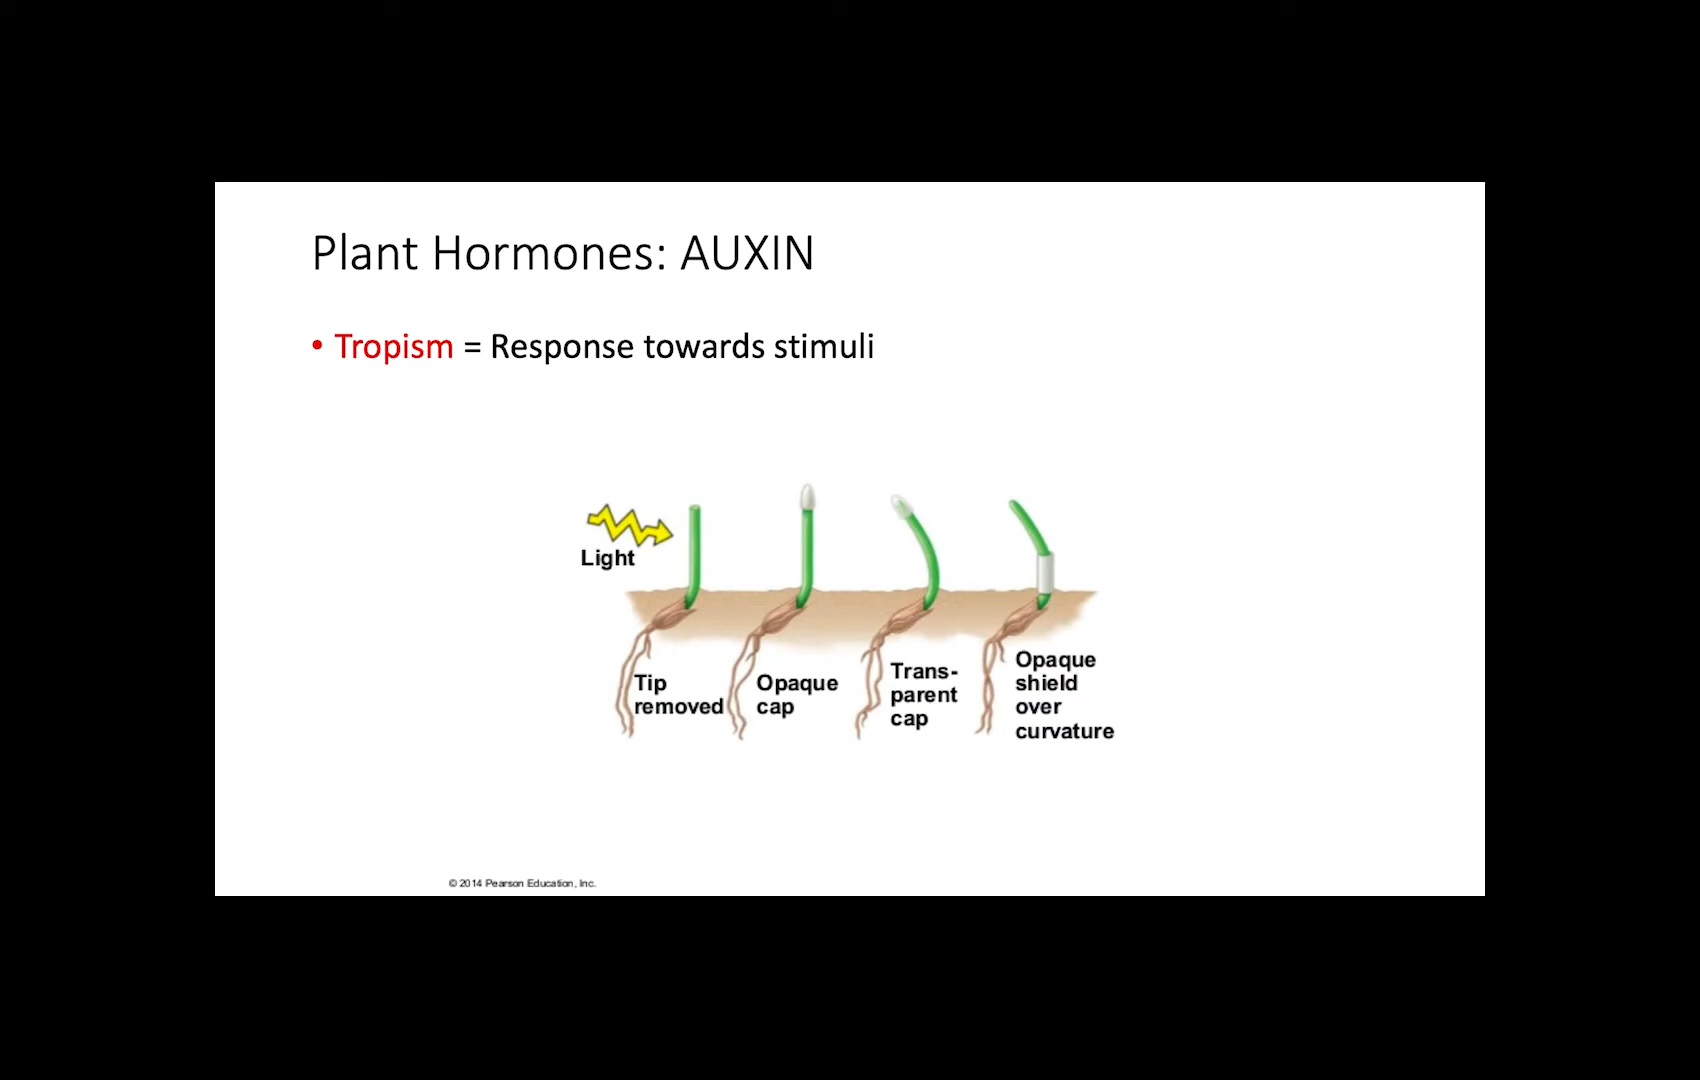 Plant Hormones: AUXIN
• Tropism = Response towards stimuli
Light
Tip
removed
Opaque
cap
Trans-
parent
cap
Opaque
shield
over
curvature
© 2014 Pearson Education, Inc.